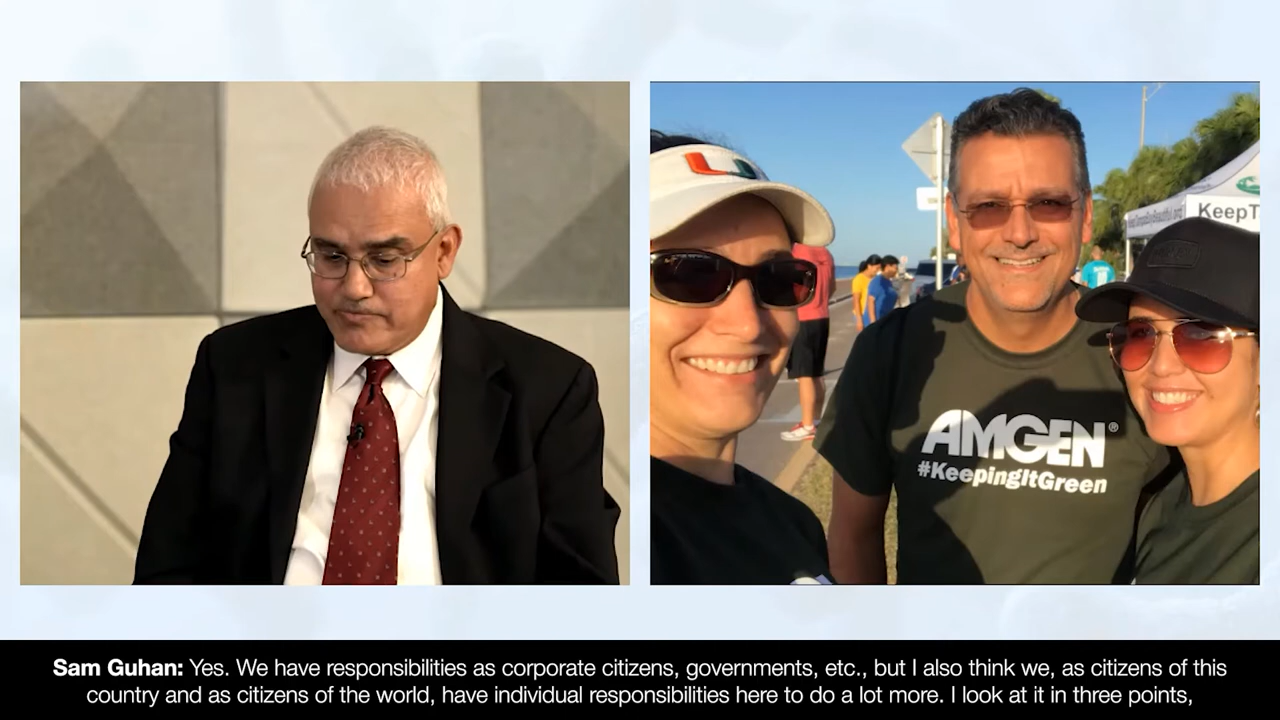 KeepTampaBayBeautiful.org
KeepT
AMGEN®
#KeepingItGreen
Sam Guhan: Yes. We have responsibilities as corporate citizens, governments, etc., but I also think we, as citizens of this
country and as citizens of the world, have individual responsibilities here to do a lot more. I look at it in three points,